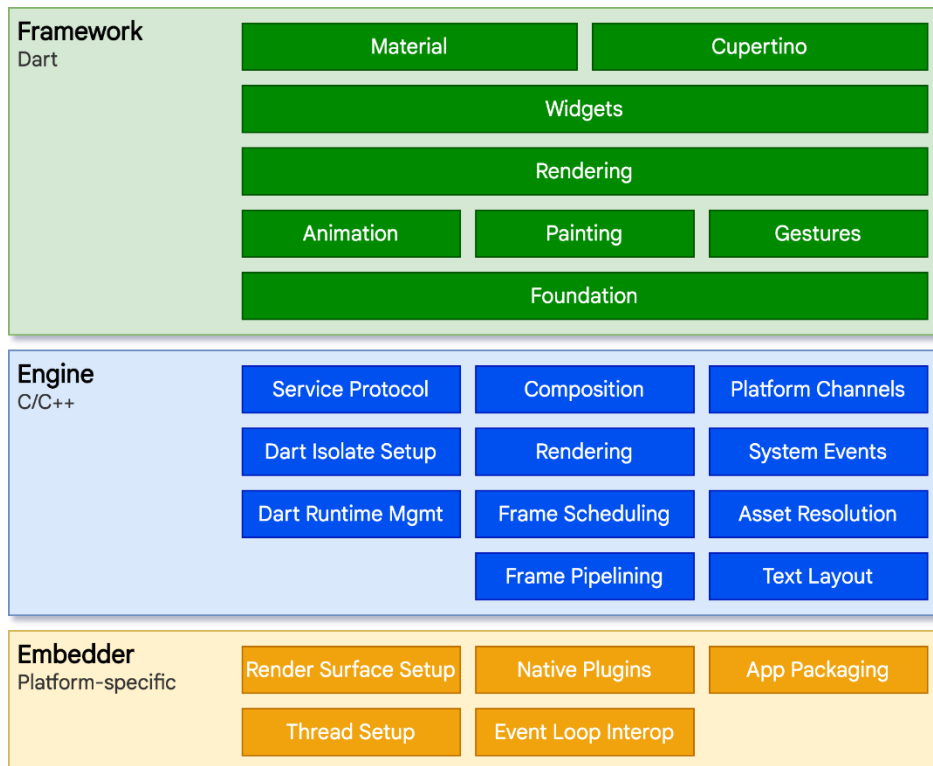 Framework
Dart
Material
Cupertino
Widgets
Rendering
Animation
Painting
Gestures
Foundation
Engine
C/C++
Service Protocol
Composition
Platform Channels
Dart Isolate Setup
Rendering
System Events
Dart Runtime Mgmt
Frame Scheduling
Asset Resolution
Frame Pipelining
Text Layout
Embedder
Platform-specific
Render Surface Setup
Native Plugins
App Packaging
Thread Setup
Event Loop Interop